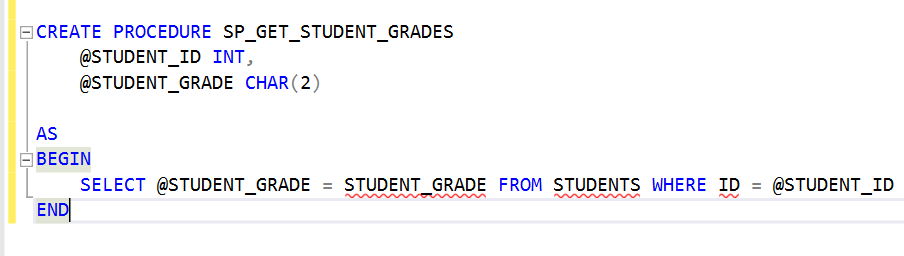 CREATE PROCEDURE SP_GET_STUDENT_GRADES
@STUDENT_ID INT,
@STUDENT_GRADE CHAR(2)
AS
BEGIN
SELECT @STUDENT_GRADE = STUDENT_GRADE FROM STUDENTS WHERE ID = @STUDENT_ID
END